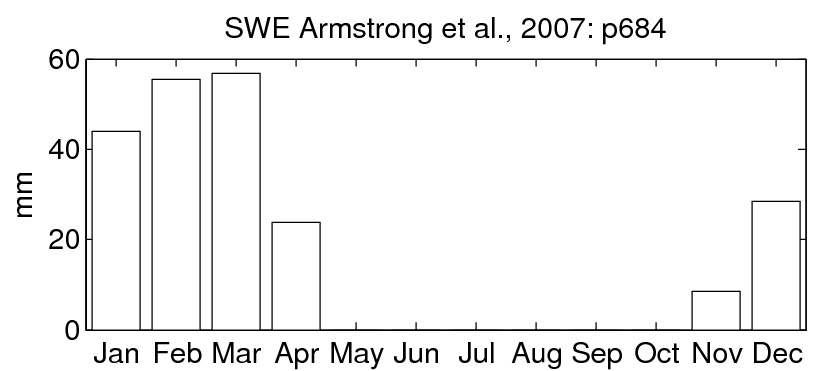 SWE Armstrong et al., 2007: p684
60
40
20
0
mm
Jan Feb Mar Apr May Jun Jul Aug Sep Oct Nov Dec